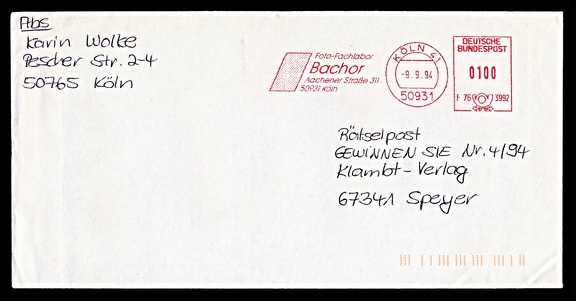 Abs
Karin Wolke
Pescher Str. 2-4
50765 Köln
Foto-Fachlabor
Bachor
Aachener Straße 311
50931 Köln
KÖLN 41
-9.9.94
50931
DEUTSCHE
BUNDESPOST
0100
F 76 3992
Rätselpost
GEWINNEN SIE Nr. 4/94
Klambt-Verlag
67341 Speyer